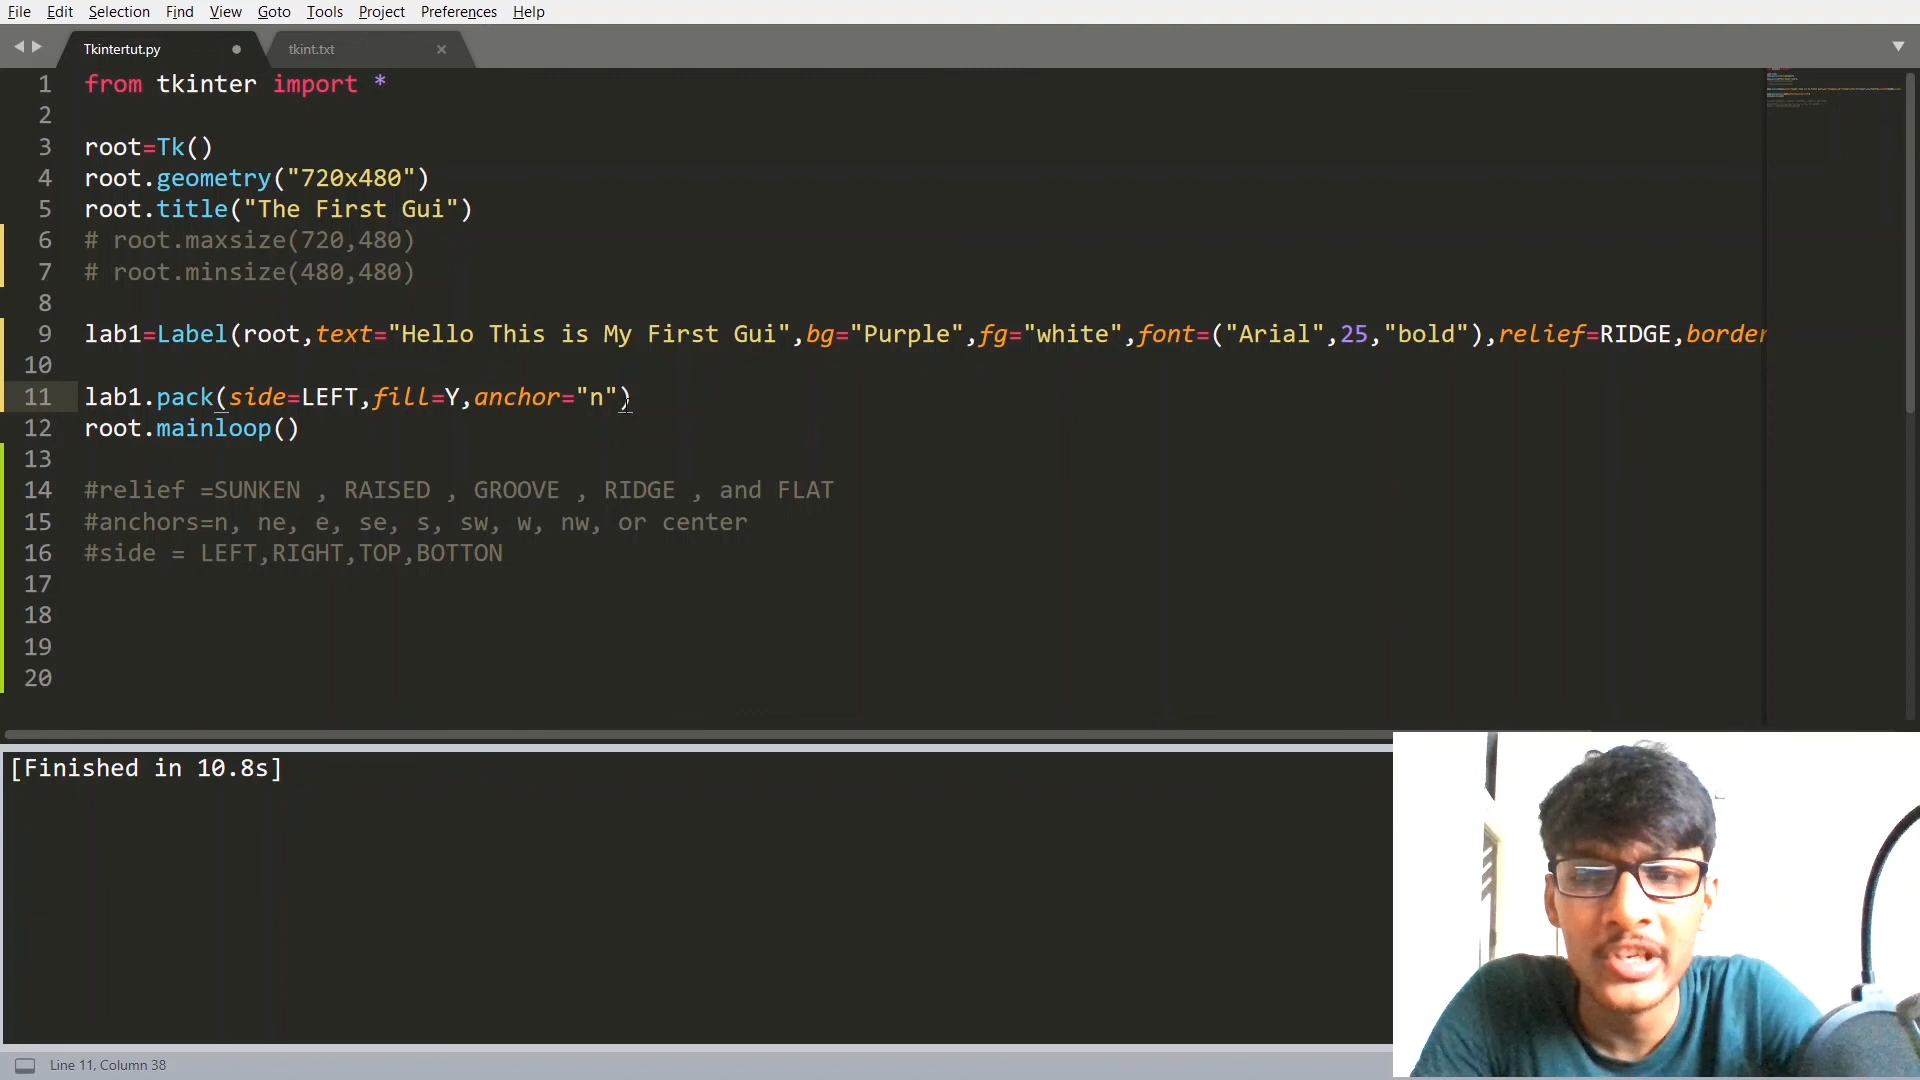 File Edit Selection Find View Goto Tools Project Preferences Help
Tkintertut.py tkint.txt
1 from tkinter import *
2
3 root=Tk()
4 root.geometry("720x480")
5 root.title("The First Gui")
6 # root.maxsize(720,480)
7 # root.minsize(480,480)
8
9 lab1=Label(root,text="Hello This is My First Gui",bg="Purple",fg="white",font=("Arial",25,"bold"),relief=RIDGE,border
10
11 lab1.pack(side=LEFT,fill=Y,anchor="n")
12 root.mainloop()
13
14 #relief =SUNKEN , RAISED , GROOVE , RIDGE , and FLAT
15 #anchors=n, ne, e, se, s, sw, w, nw, or center
16 #side = LEFT,RIGHT,TOP,BOTTON
17
18
19
20
[Finished in 10.8s]
Line 11, Column 38